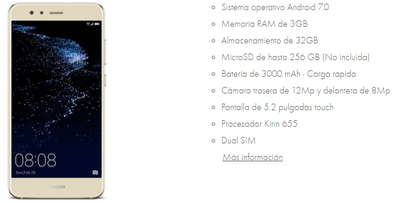 Sistema operativo Android 7.0
Memoria RAM de 3GB
Almacenamiento de 32GB
MicroSD de hasta 256 GB (No incluida)
Batería de 3000 mAh - Carga rapida
Cámara trasera de 12Mp y delantera de 8Mp
Pantalla de 5.2 pulgadas touch
Procesador Kirin 655
Dual SIM
Más información
08:08
HUAWEI